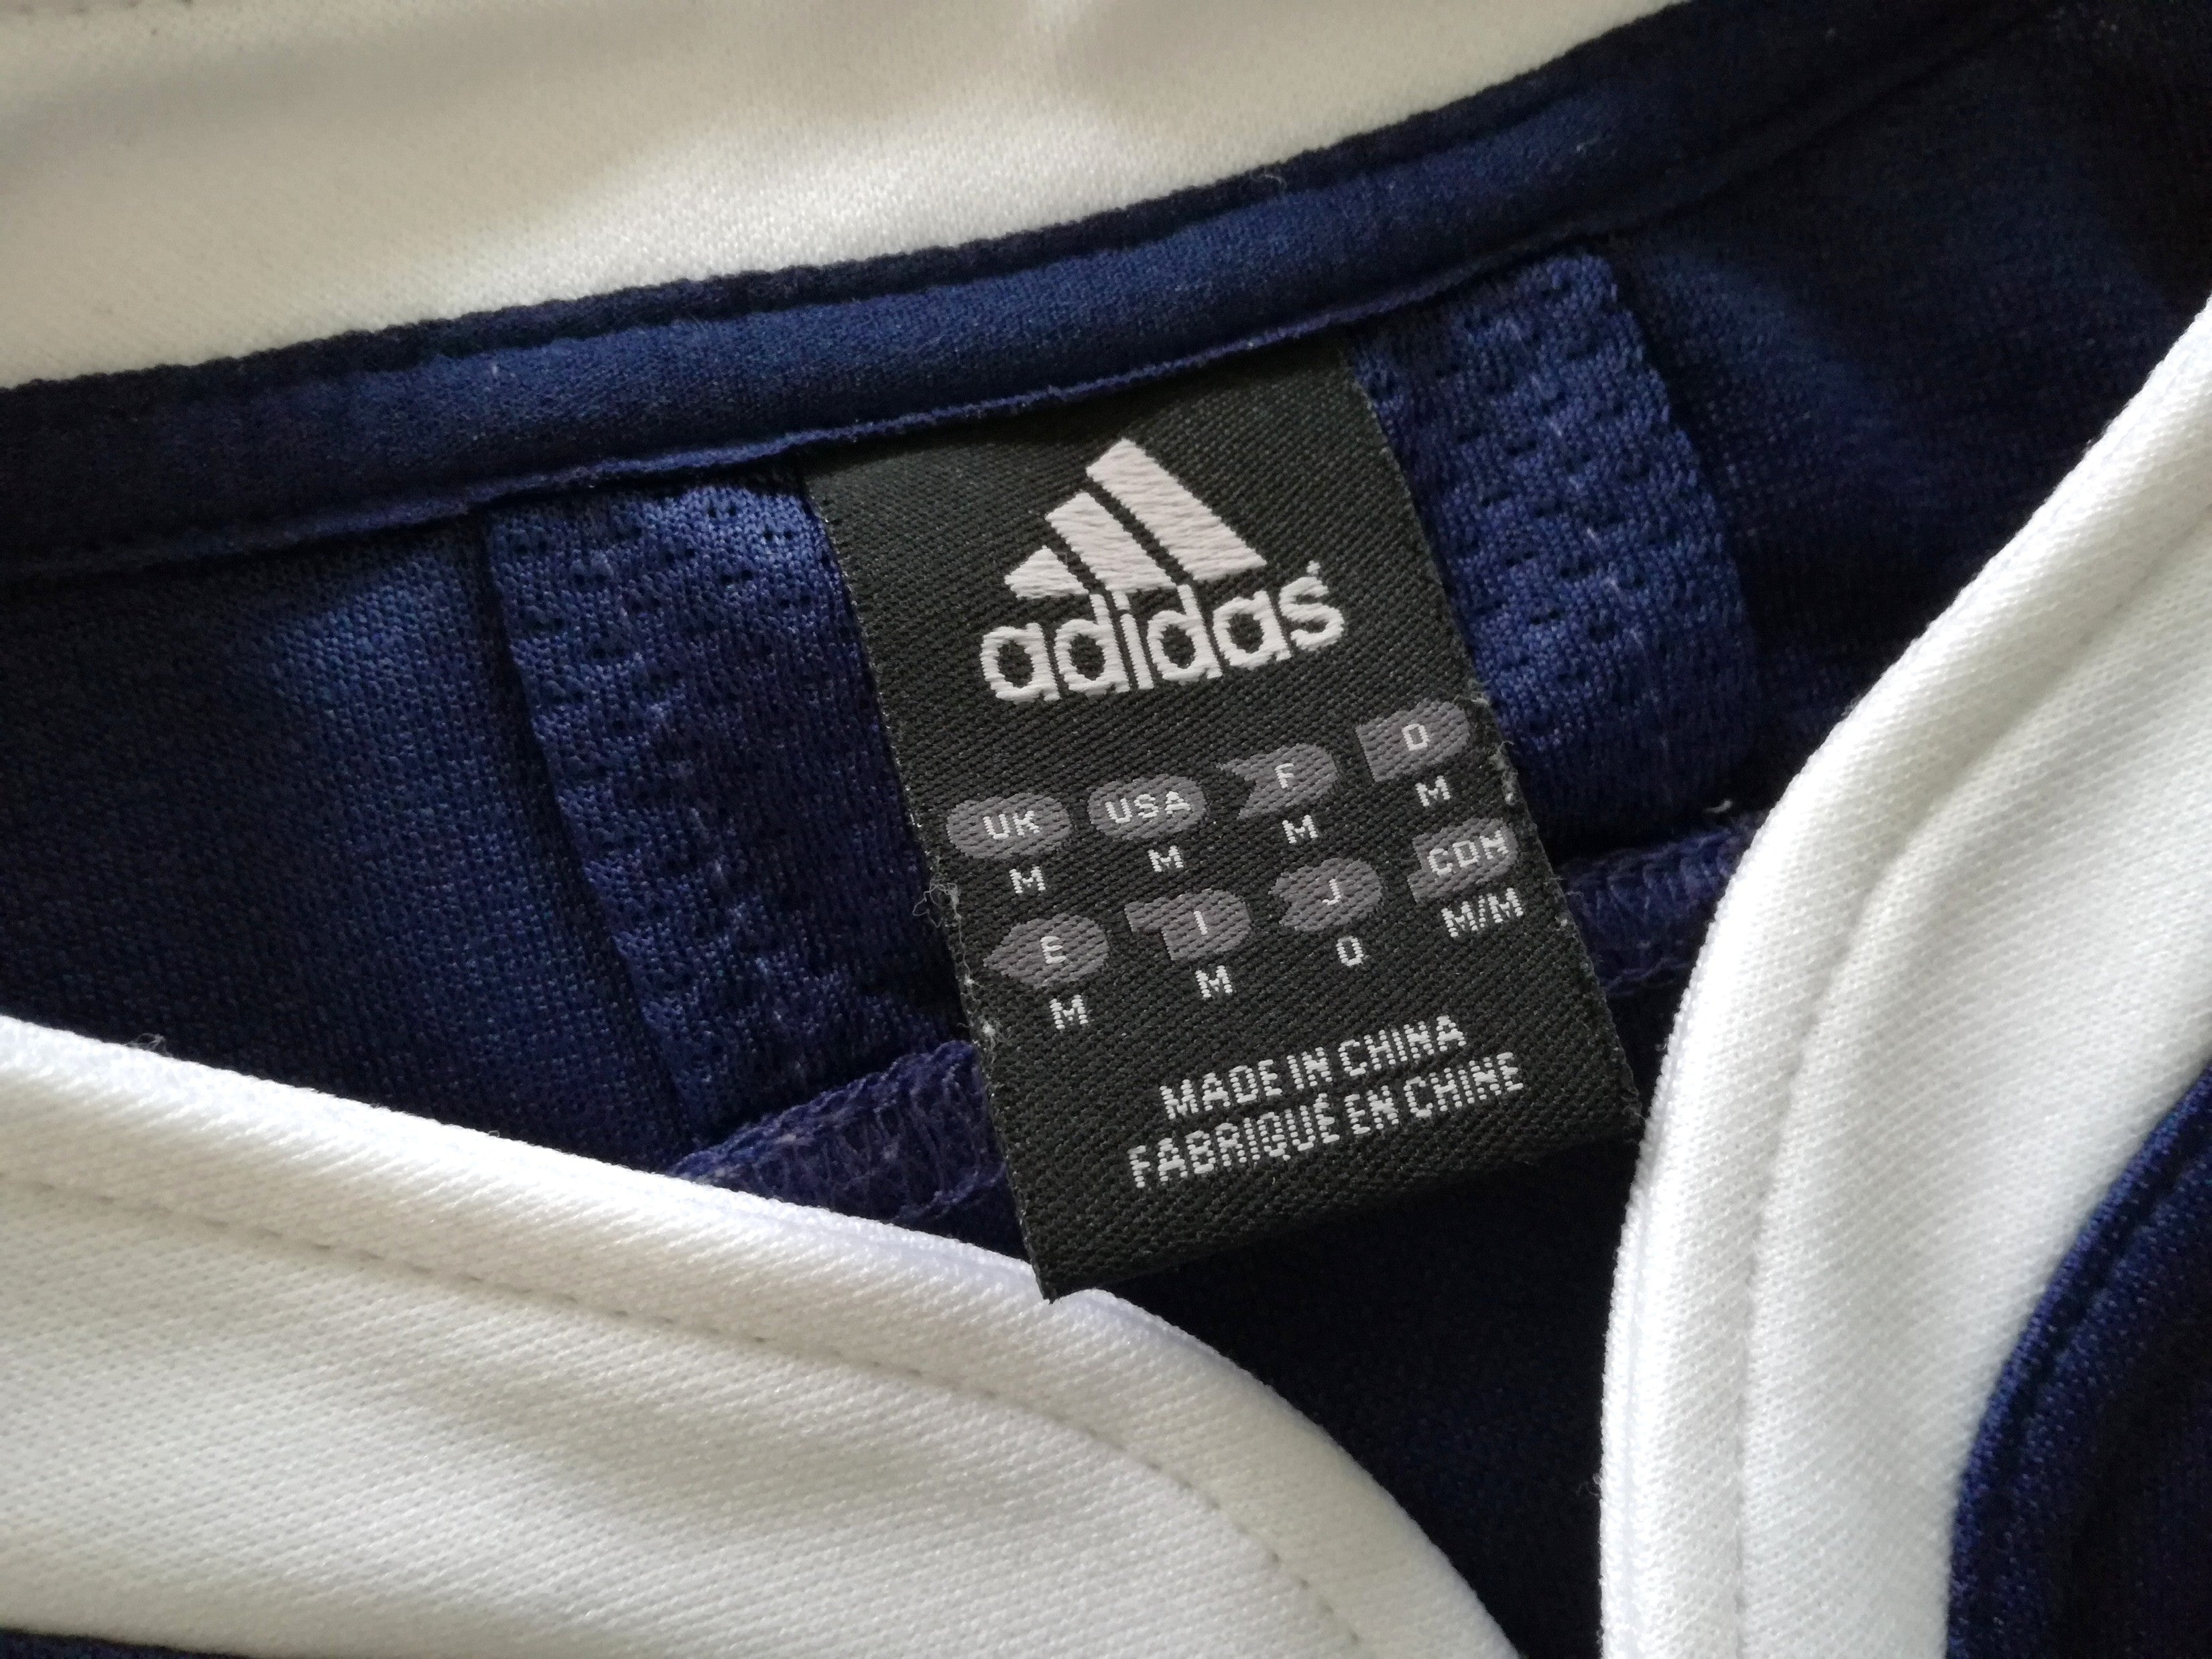 adidas
UK USA F D
M M M M
E I J CDN
M M O M/M
MADE IN CHINA
FABRIQUÉ EN CHINE